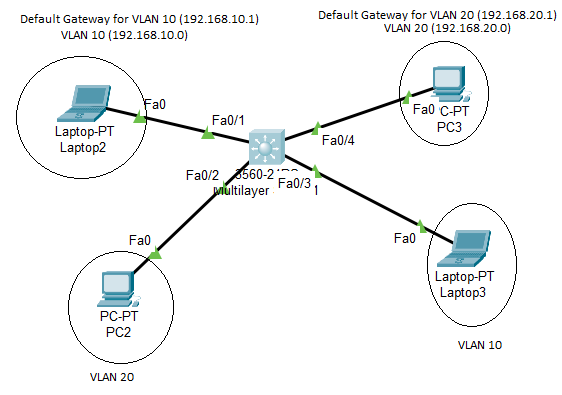 Default Gateway for VLAN 10 (192.168.10.1)
VLAN 10 (192.168.10.0)
Default Gateway for VLAN 20 (192.168.20.1)
VLAN 20 (192.168.20.0)
Fa0
Fa0/1
Laptop-PT
Laptop2
Fa0
C-PT
PC3
Fa0/4
Fa0/2
Fa0/3
Multilayer
1
Fa0
PC-PT
PC2
VLAN 20
Fa0
Laptop-PT
Laptop3
VLAN 10